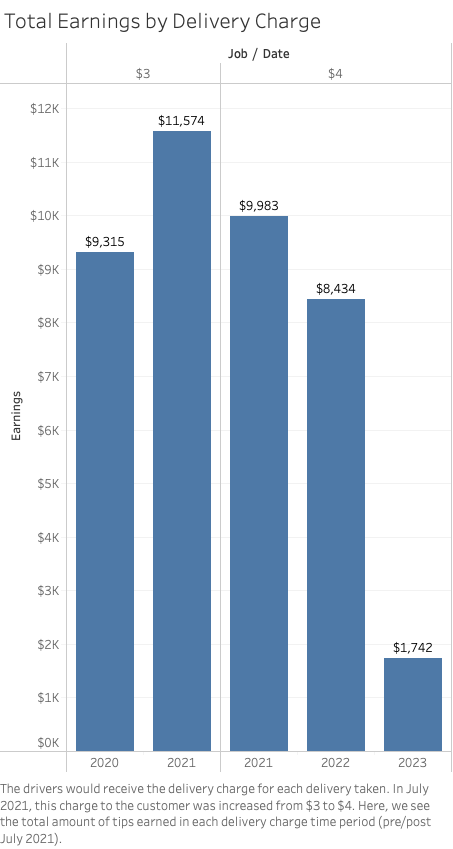 Total Earnings by Delivery Charge
Job / Date
$3
$4
$12K
$11K
$10K
$9K
$8K
$7K
$6K
$5K
$4K
$3K
$2K
$1K
$0K
Earnings
$9,315
$11,574
$9,983
$8,434
$1,742
2020
2021
2021
2022
2023
The drivers would receive the delivery charge for each delivery taken. In July
2021, this charge to the customer was increased from $3 to $4. Here, we see
the total amount of tips earned in each delivery charge time period (pre/post
July 2021).